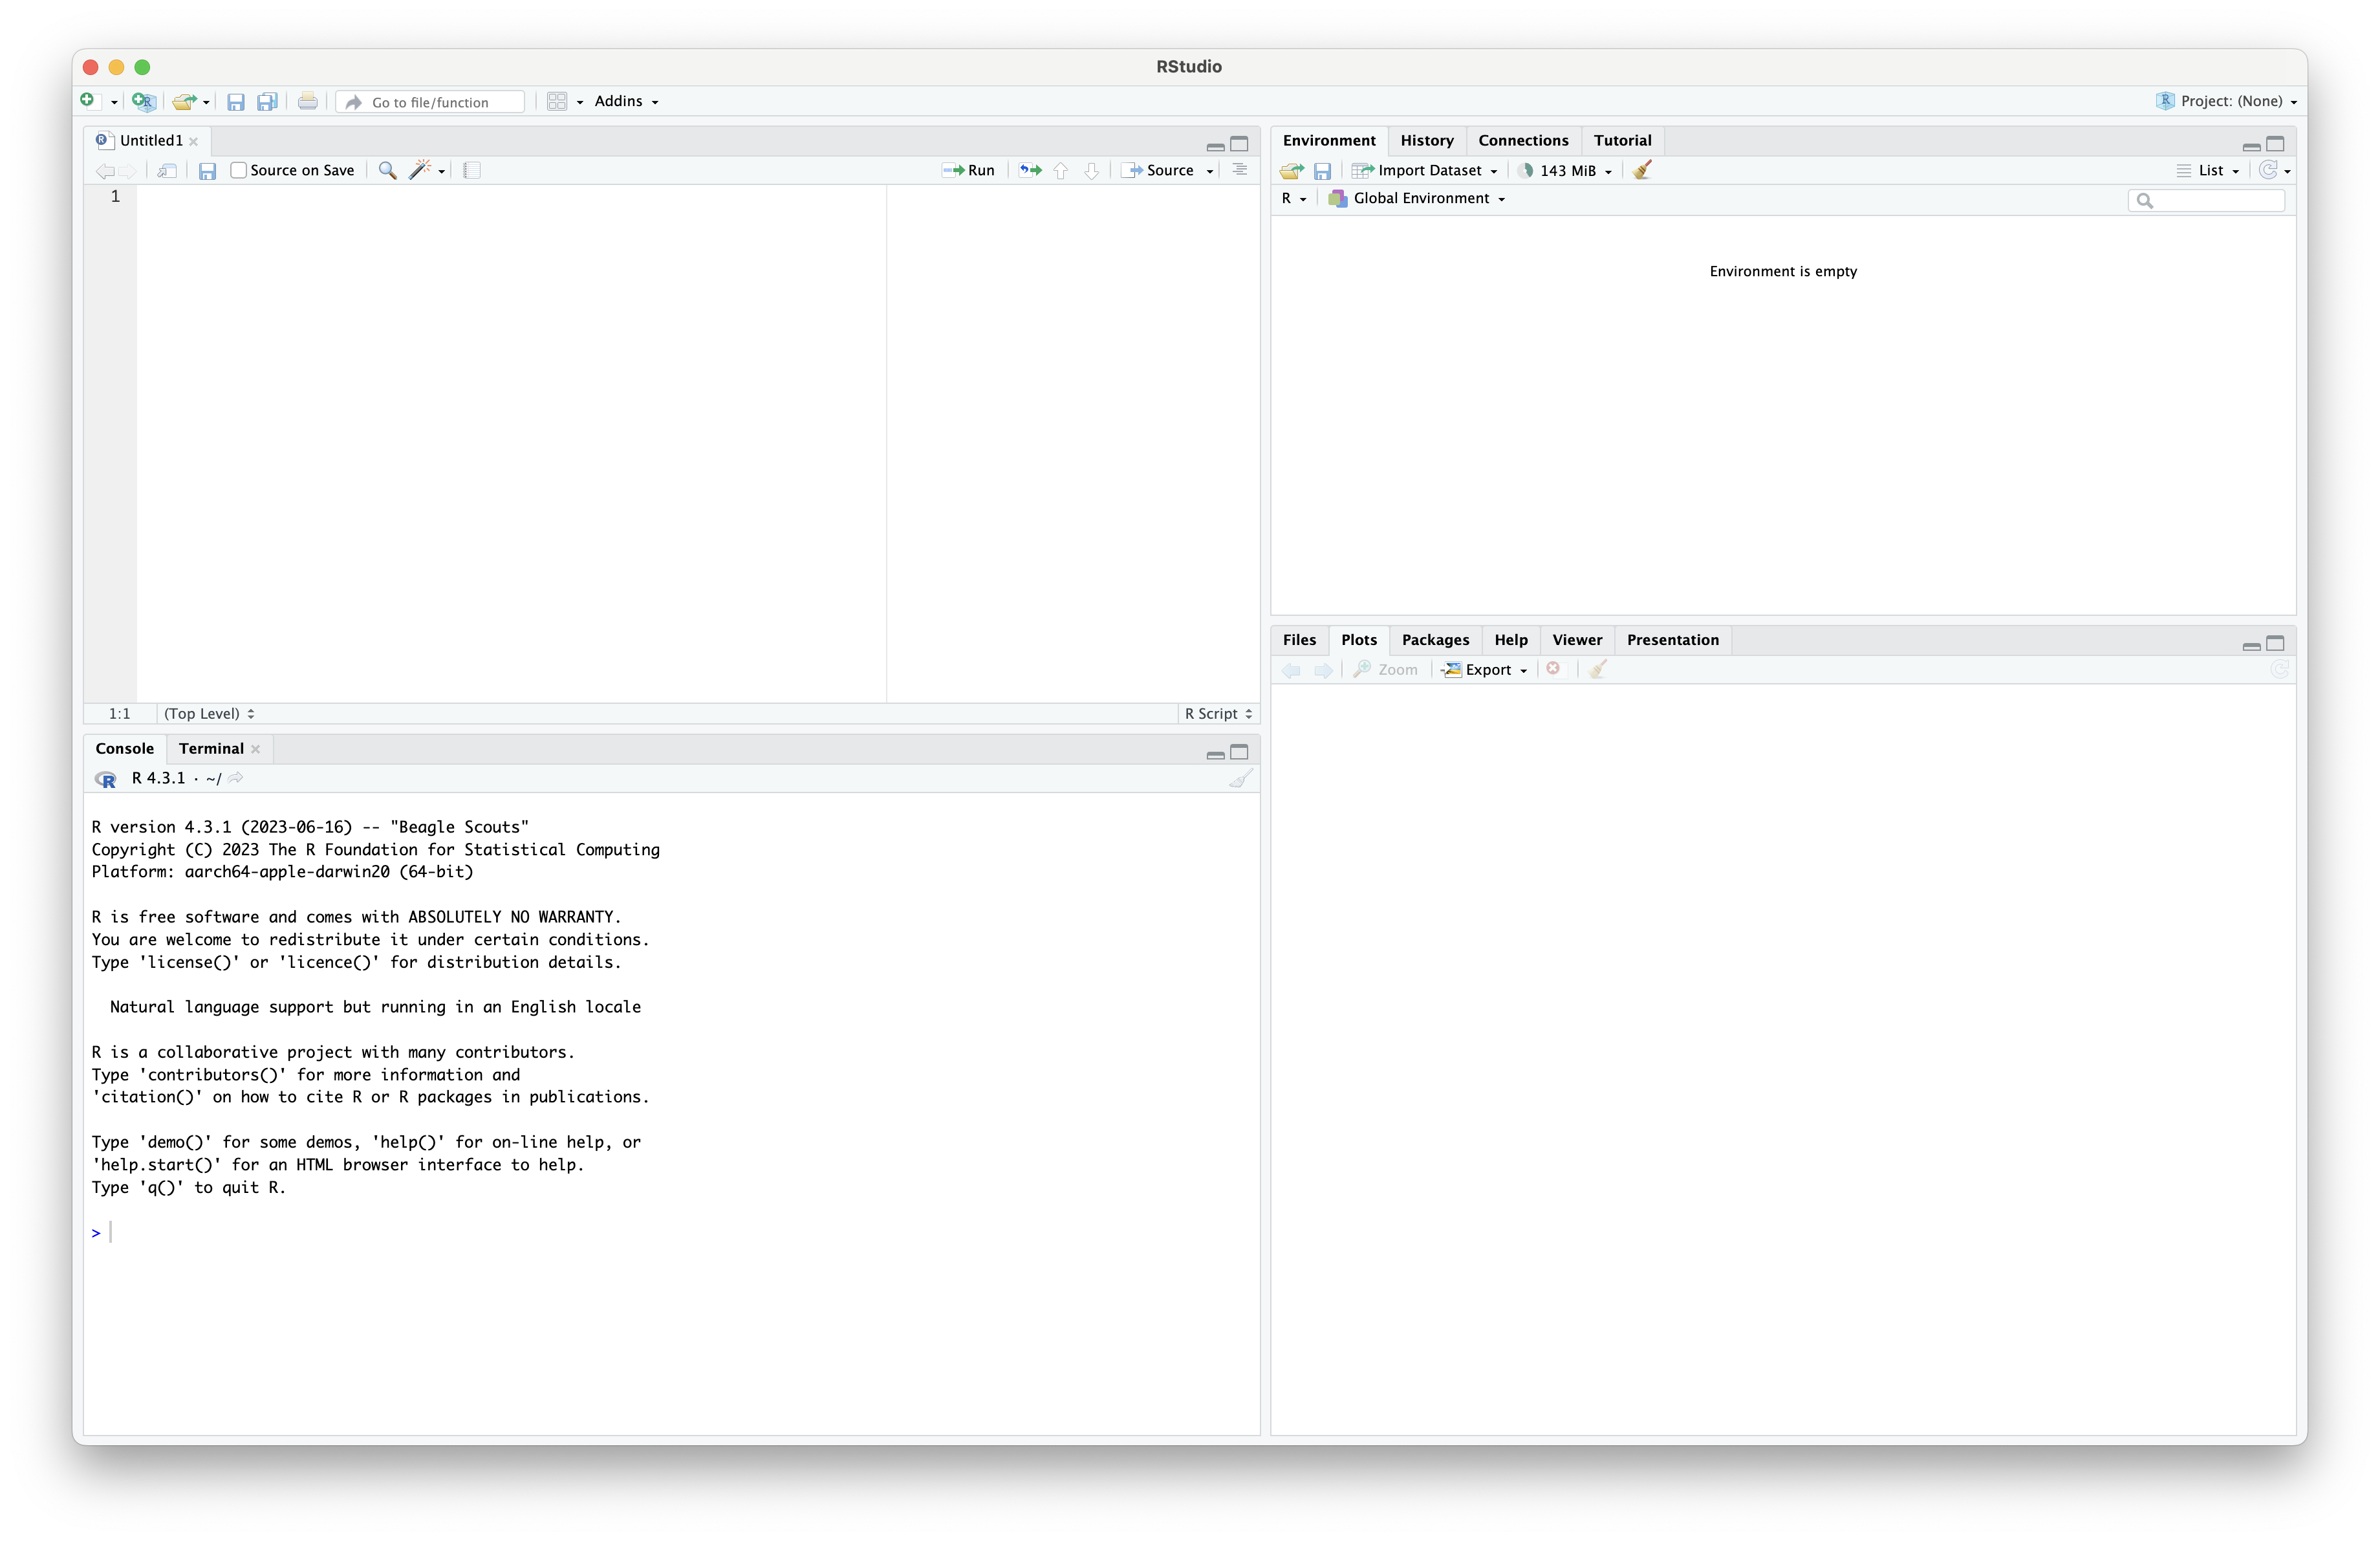 RStudio
Go to file/function
Addins
Project: (None)
Untitled1
Source on Save
Run
Source
1
1:1
(Top Level)
R Script
Console
Terminal
R 4.3.1 · ~/
R version 4.3.1 (2023-06-16) -- "Beagle Scouts"
Copyright (C) 2023 The R Foundation for Statistical Computing
Platform: aarch64-apple-darwin20 (64-bit)
R is free software and comes with ABSOLUTELY NO WARRANTY.
You are welcome to redistribute it under certain conditions.
Type 'license()' or 'licence()' for distribution details.
Natural language support but running in an English locale
R is a collaborative project with many contributors.
Type 'contributors()' for more information and
'citation()' on how to cite R or R packages in publications.
Type 'demo()' for some demos, 'help()' for on-line help, or
'help.start()' for an HTML browser interface to help.
Type 'q()' to quit R.
>
Environment
History
Connections
Tutorial
Import Dataset
143 MiB
List
R
Global Environment
Environment is empty
Files
Plots
Packages
Help
Viewer
Presentation
Zoom
Export